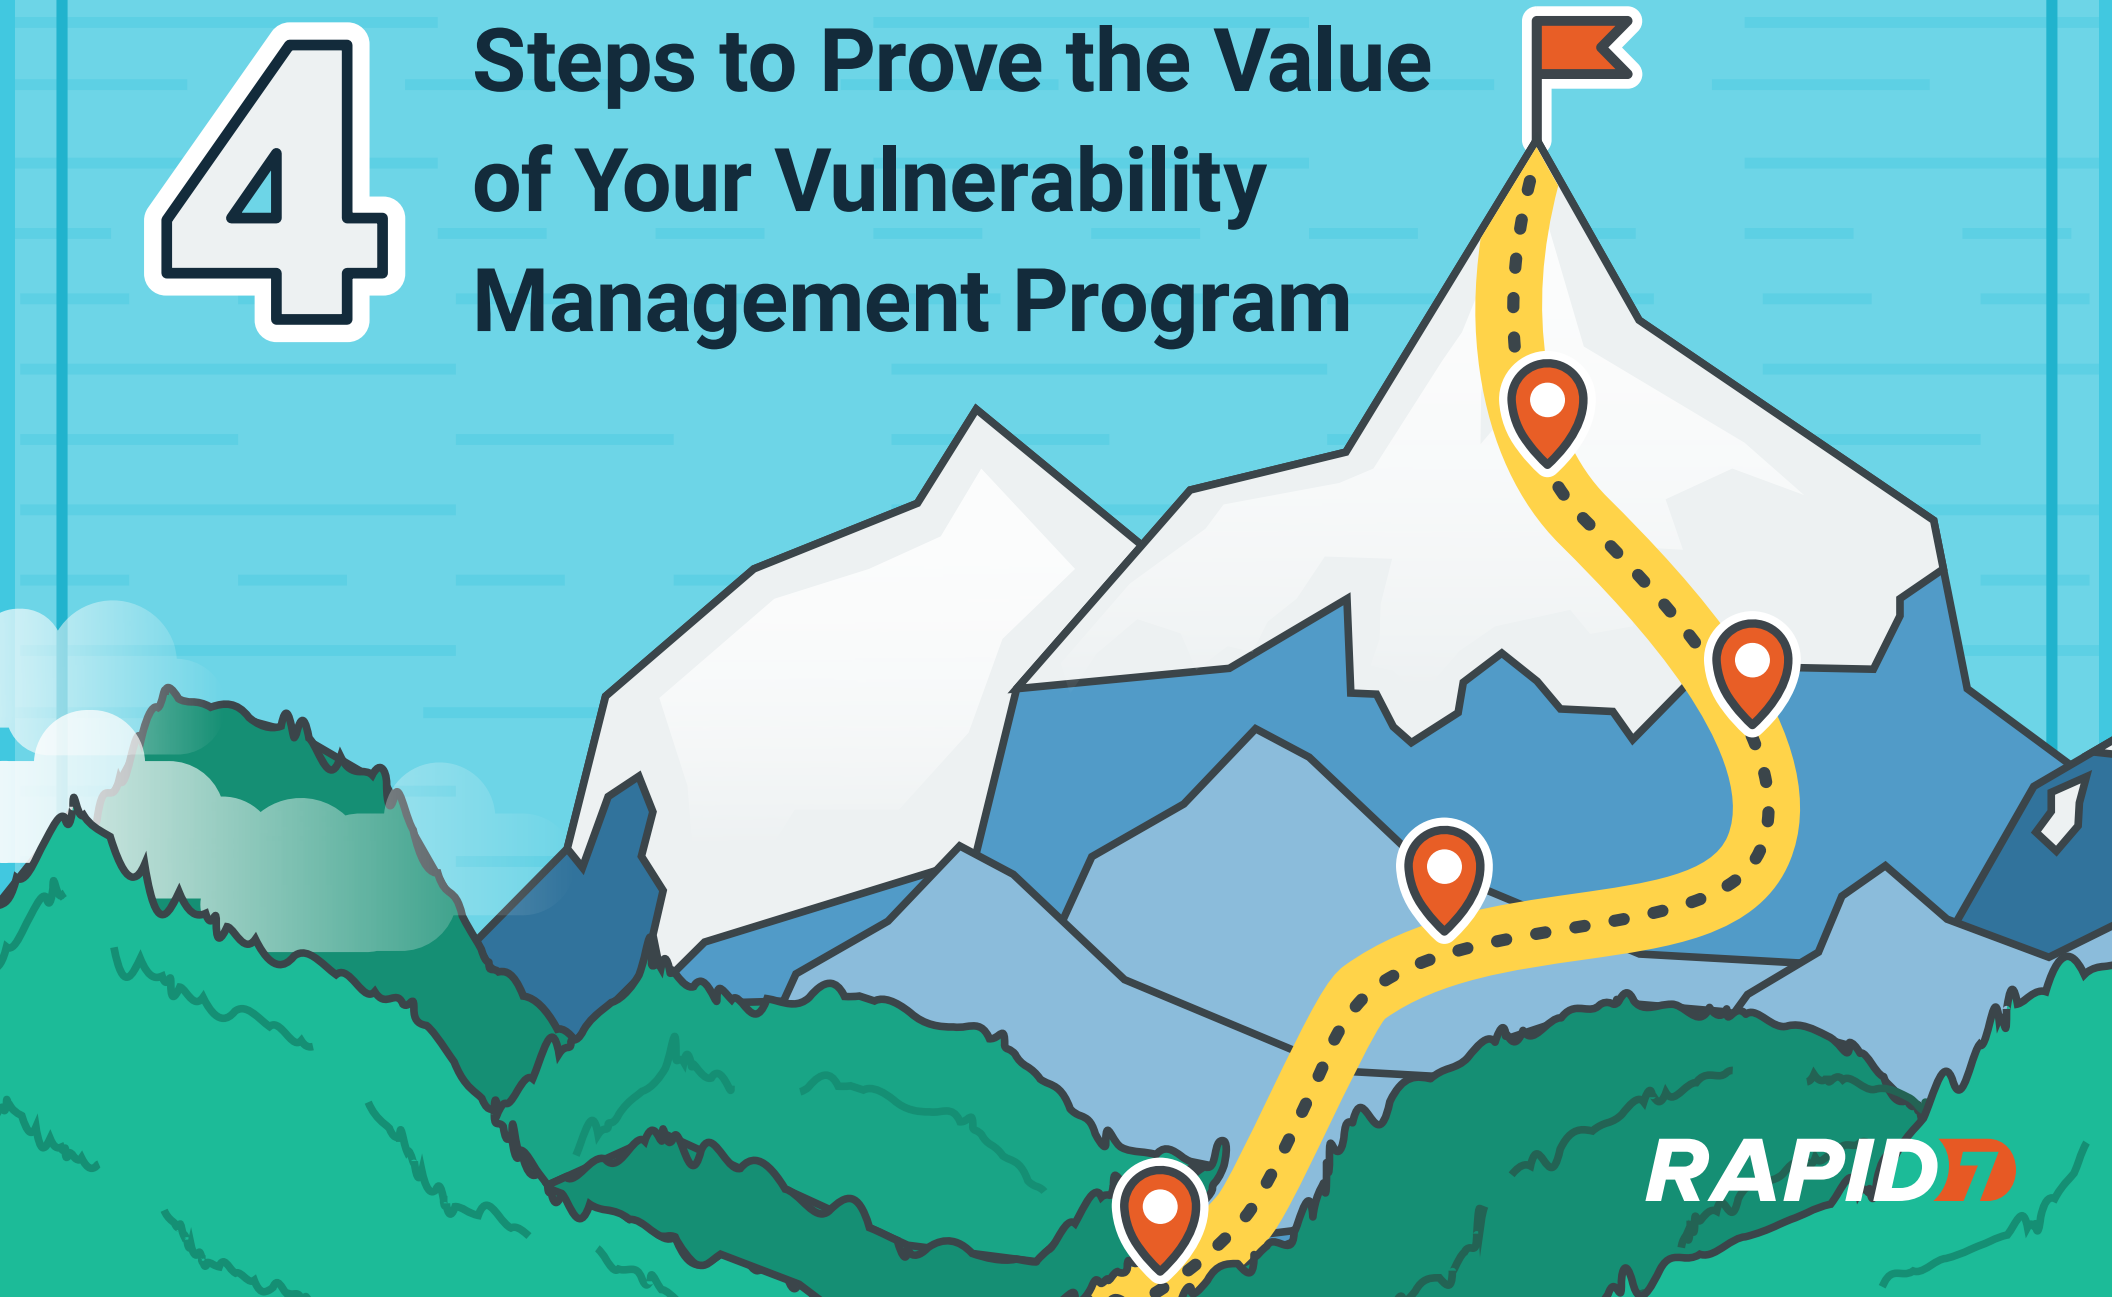 4
Steps to Prove the Value
of Your Vulnerability
Management Program
RAPID7